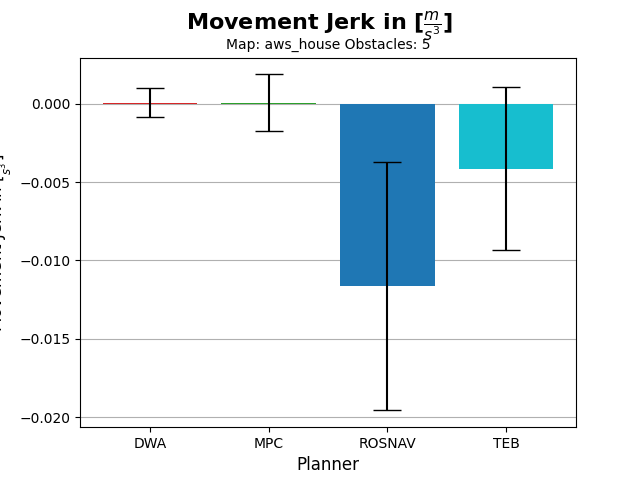 Movement Jerk in [m/s³]
Map: aws_house Obstacles: 5
0.000
−0.005
−0.010
−0.015
−0.020
DWA MPC ROSNAV TEB
Planner